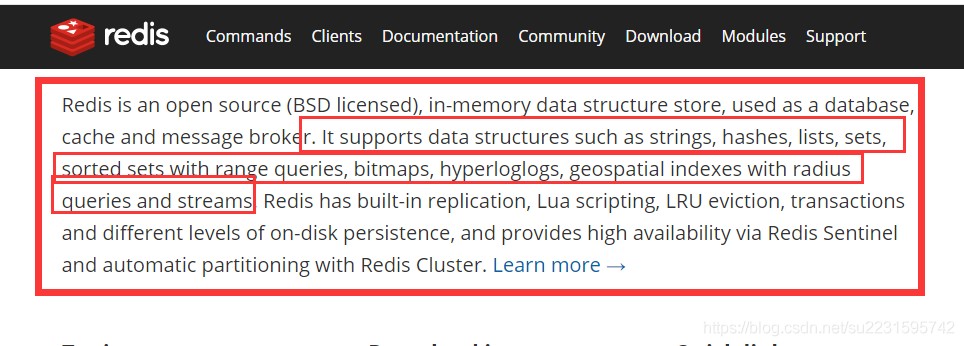 redis Commands Clients Documentation Community Download Modules Support
Redis is an open source (BSD licensed), in-memory data structure store, used as a database,
cache and message broker. It supports data structures such as strings, hashes, lists, sets,
sorted sets with range queries, bitmaps, hyperloglogs, geospatial indexes with radius
queries and streams. Redis has built-in replication, Lua scripting, LRU eviction, transactions
and different levels of on-disk persistence, and provides high availability via Redis Sentinel
and automatic partitioning with Redis Cluster. Learn more →
https://blog.csdn.net/su2231595742